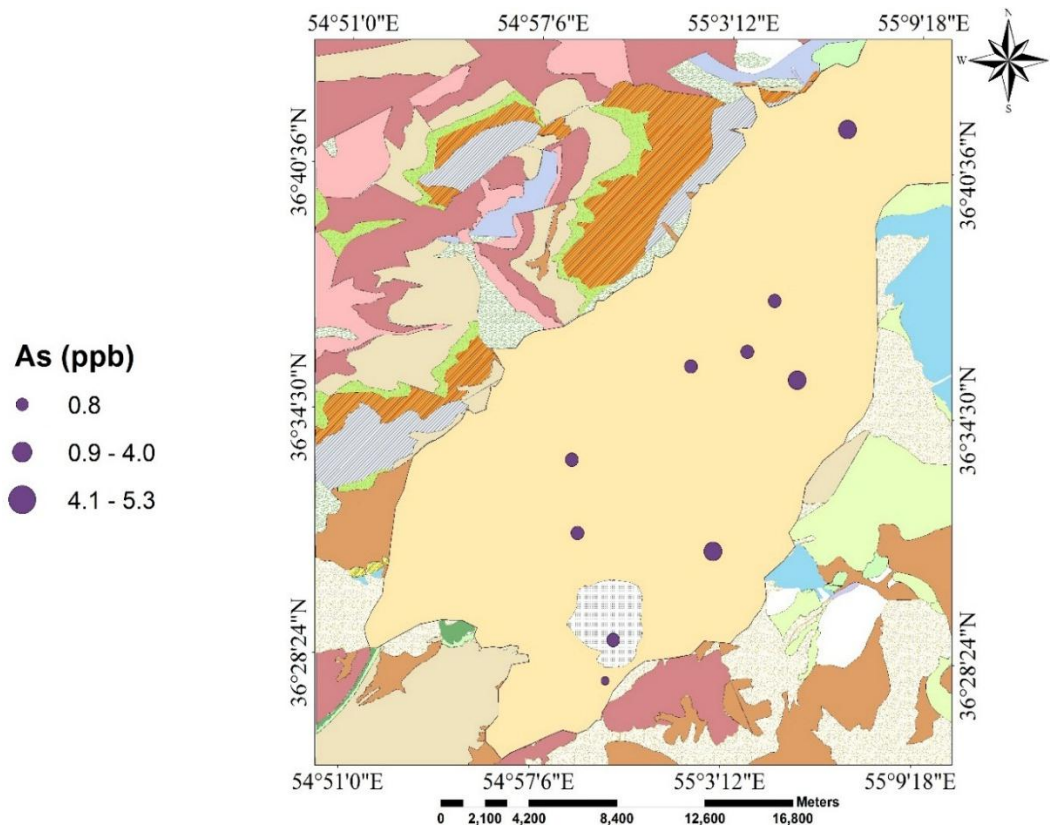 54°51'0"E 54°57'6"E 55°3'12"E 55°9'18"E
N
W
S
36°40'36"N
36°40'36"N
36°34'30"N
36°34'30"N
36°28'24"N
36°28'24"N
As (ppb)
0.8
0.9 - 4.0
4.1 - 5.3
54°51'0"E 54°57'6"E 55°3'12"E 55°9'18"E
Meters
0 2,100 4,200 8,400 12,600 16,800